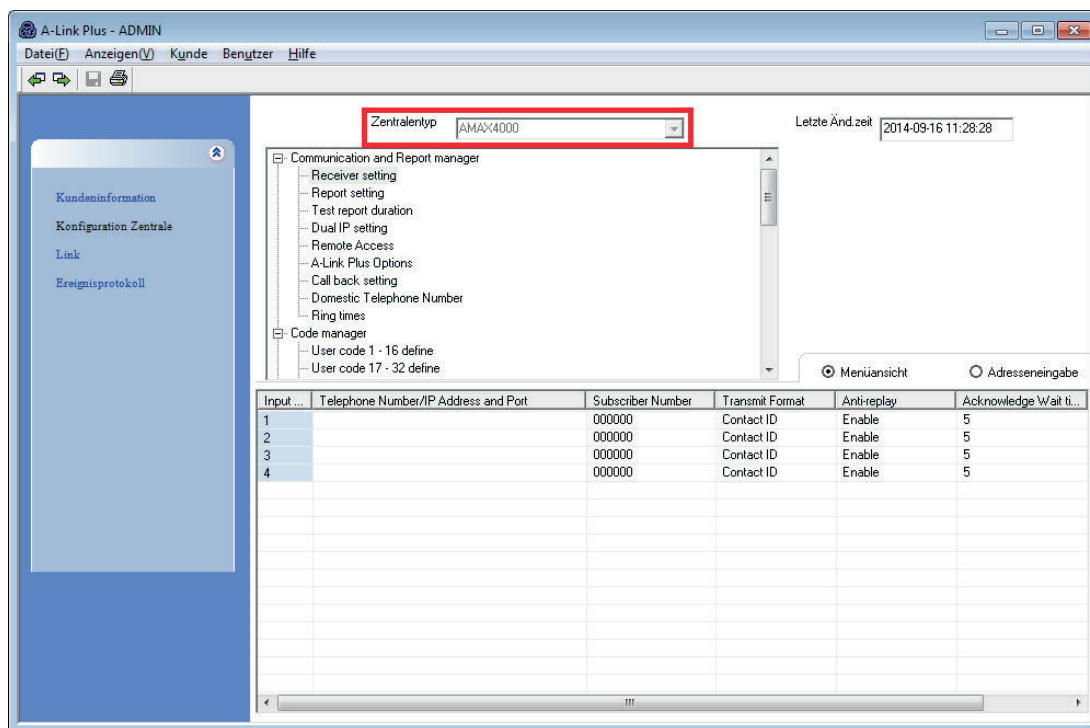 A-Link Plus - ADMIN
Datei(F) Anzeigen(V) Kunde Benutzer Hilfe
Zentralentyp AMAX4000 Letzte Änd.zeit 2014-09-16 11:28:28
Kundeninformation
Konfiguration Zentrale
Link
Ereignisprotokoll
Communication and Report manager
Receiver setting
Report setting
Test report duration
Dual IP setting
Remote Access
A-Link Plus Options
Call back setting
Domestic Telephone Number
Ring times
Code manager
User code 1 - 16 define
User code 17 - 32 define
Menüansicht Adresseneingabe
Input ... Telephone Number/IP Address and Port Subscriber Number Transmit Format Anti-replay Acknowledge Wait ti...
1 000000 Contact ID Enable 5
2 000000 Contact ID Enable 5
3 000000 Contact ID Enable 5
4 000000 Contact ID Enable 5